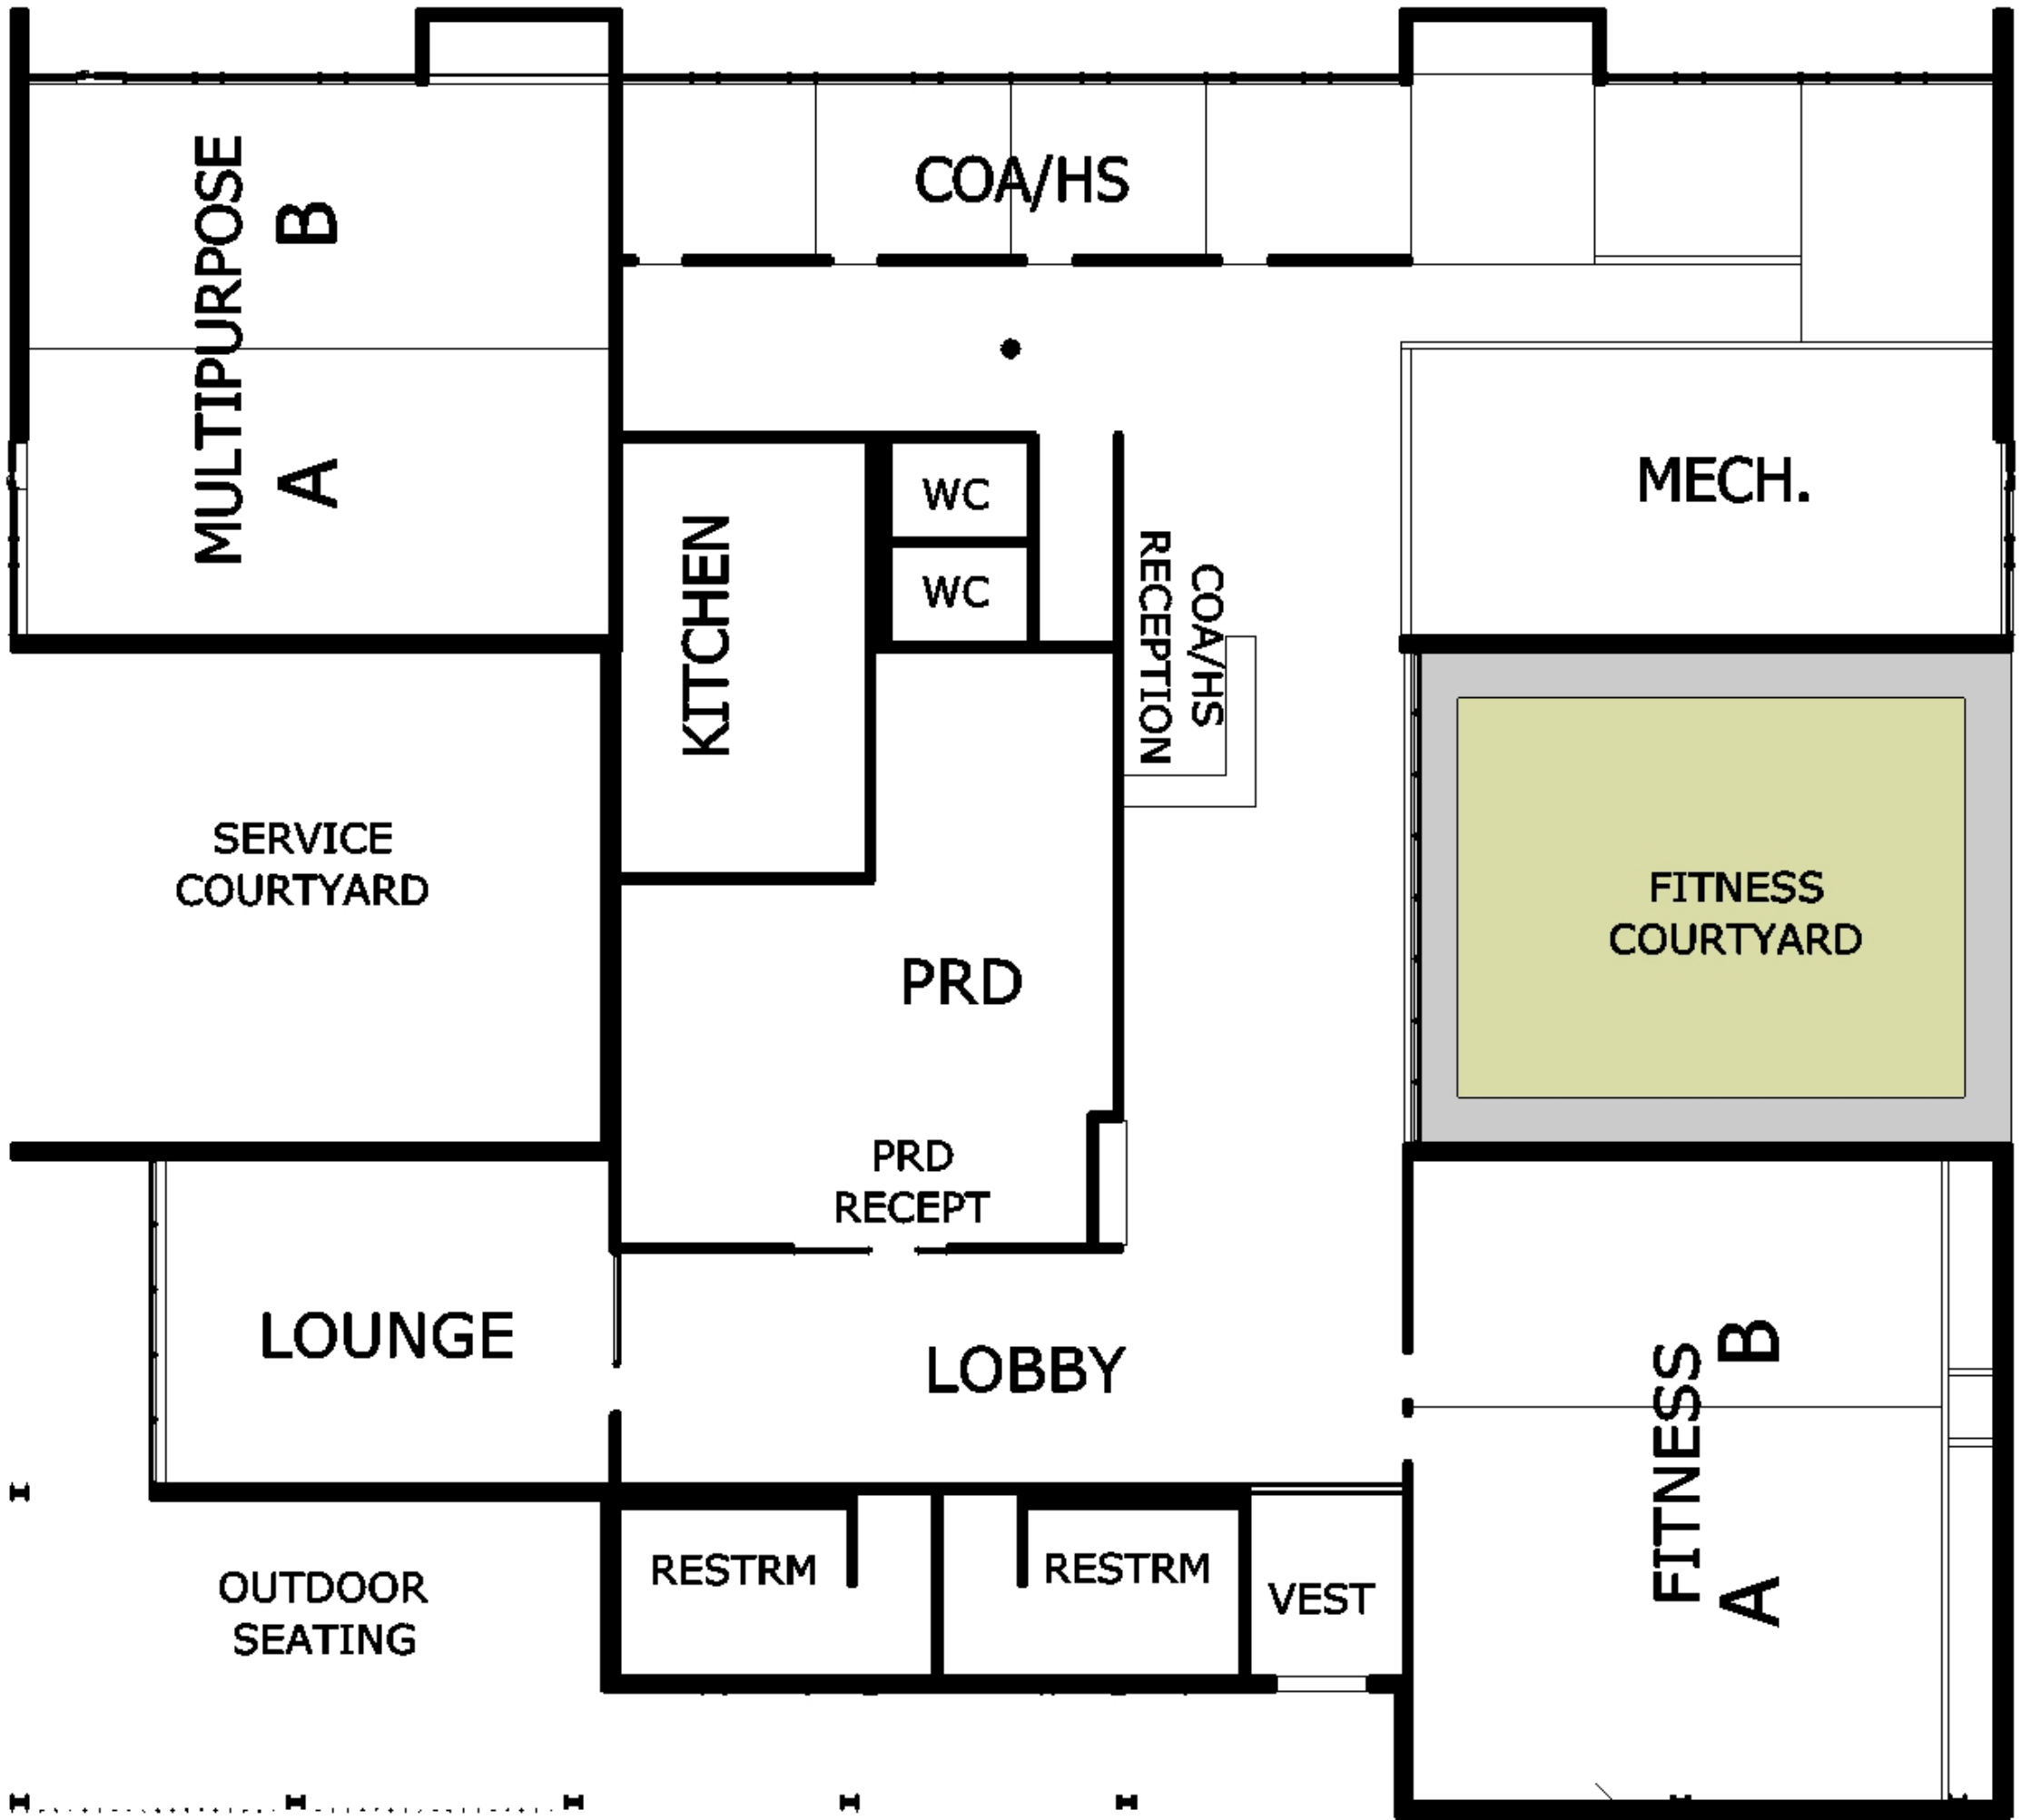 COA/HS
MULTIPURPOSE
B
A
MECH.
WC
WC
KITCHEN
COA/HS
RECEPTION
SERVICE
COURTYARD
FITNESS
COURTYARD
PRD
PRD
RECEPT
LOUNGE
LOBBY
FITNESS
B
A
RESTRM
RESTRM
VEST
OUTDOOR
SEATING